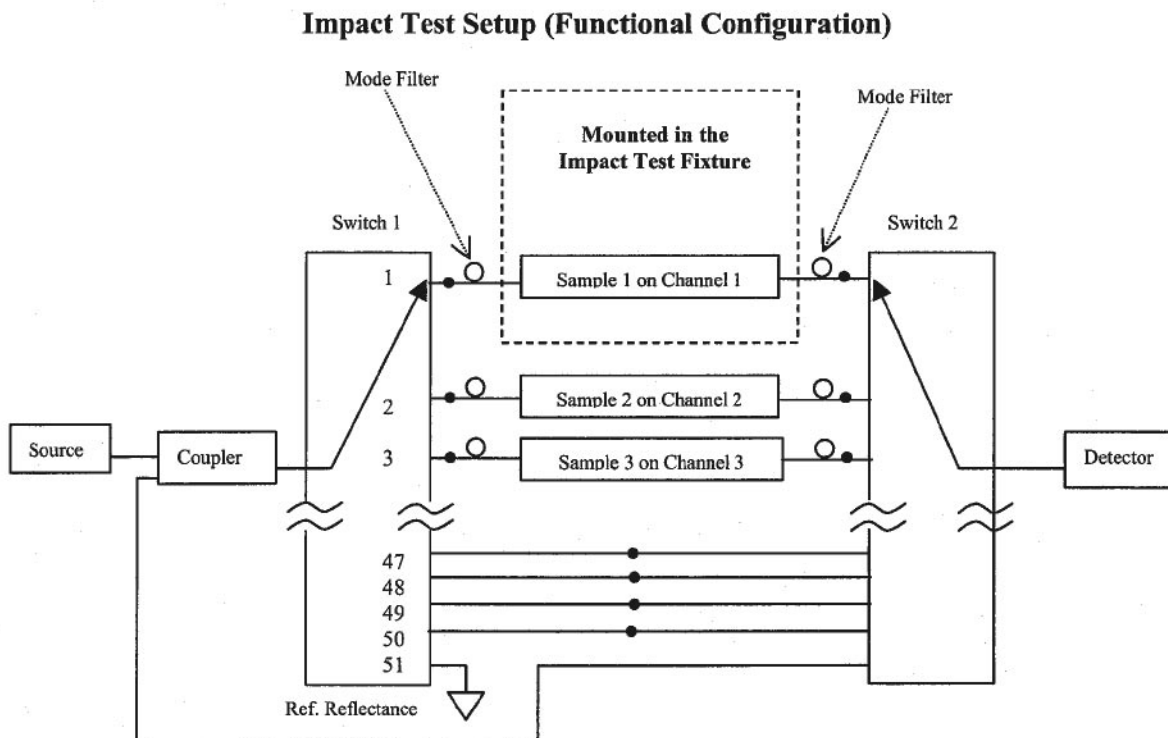 Impact Test Setup (Functional Configuration)
Mode Filter
Mode Filter
Mounted in the
Impact Test Fixture
Switch 1
Switch 2
1
Sample 1 on Channel 1
2
Sample 2 on Channel 2
Source
Coupler
3
Sample 3 on Channel 3
Detector
47
48
49
50
51
Ref. Reflectance